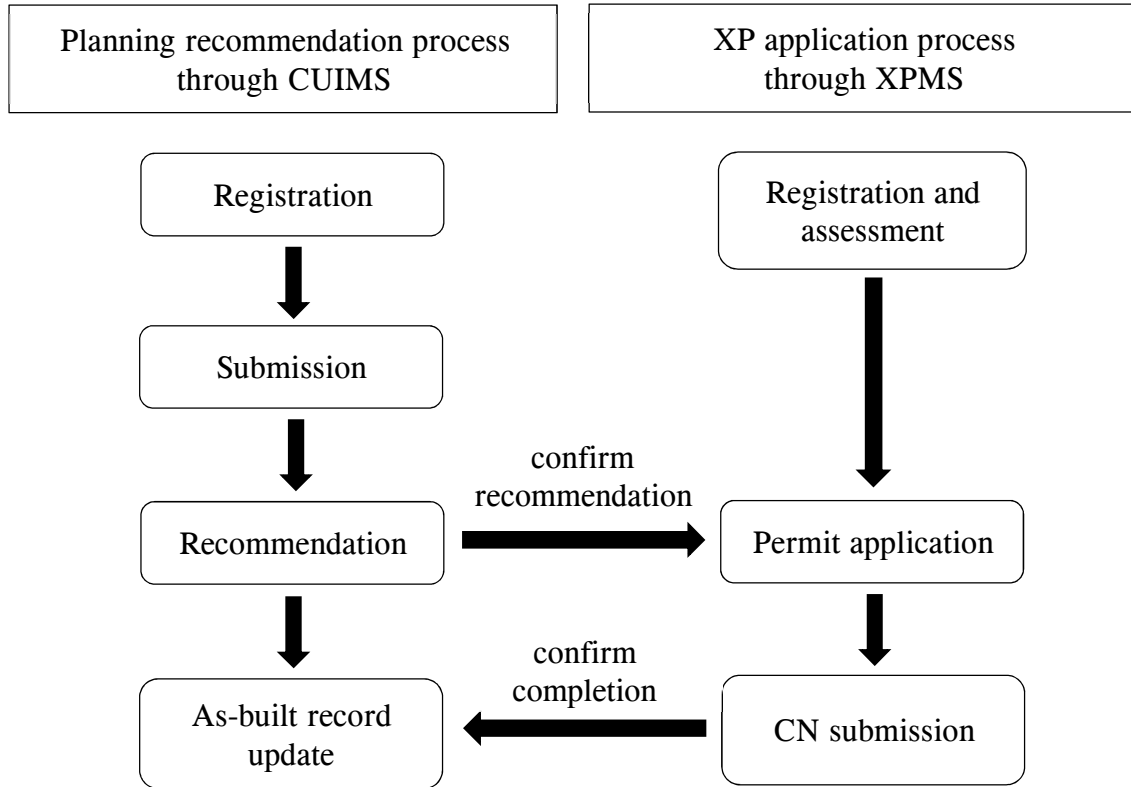 Planning recommendation process
through CUIMS
XP application process
through XPMS
Registration
Registration and
assessment
Submission
confirm
recommendation
Recommendation
Permit application
confirm
completion
As-built record
update
CN submission